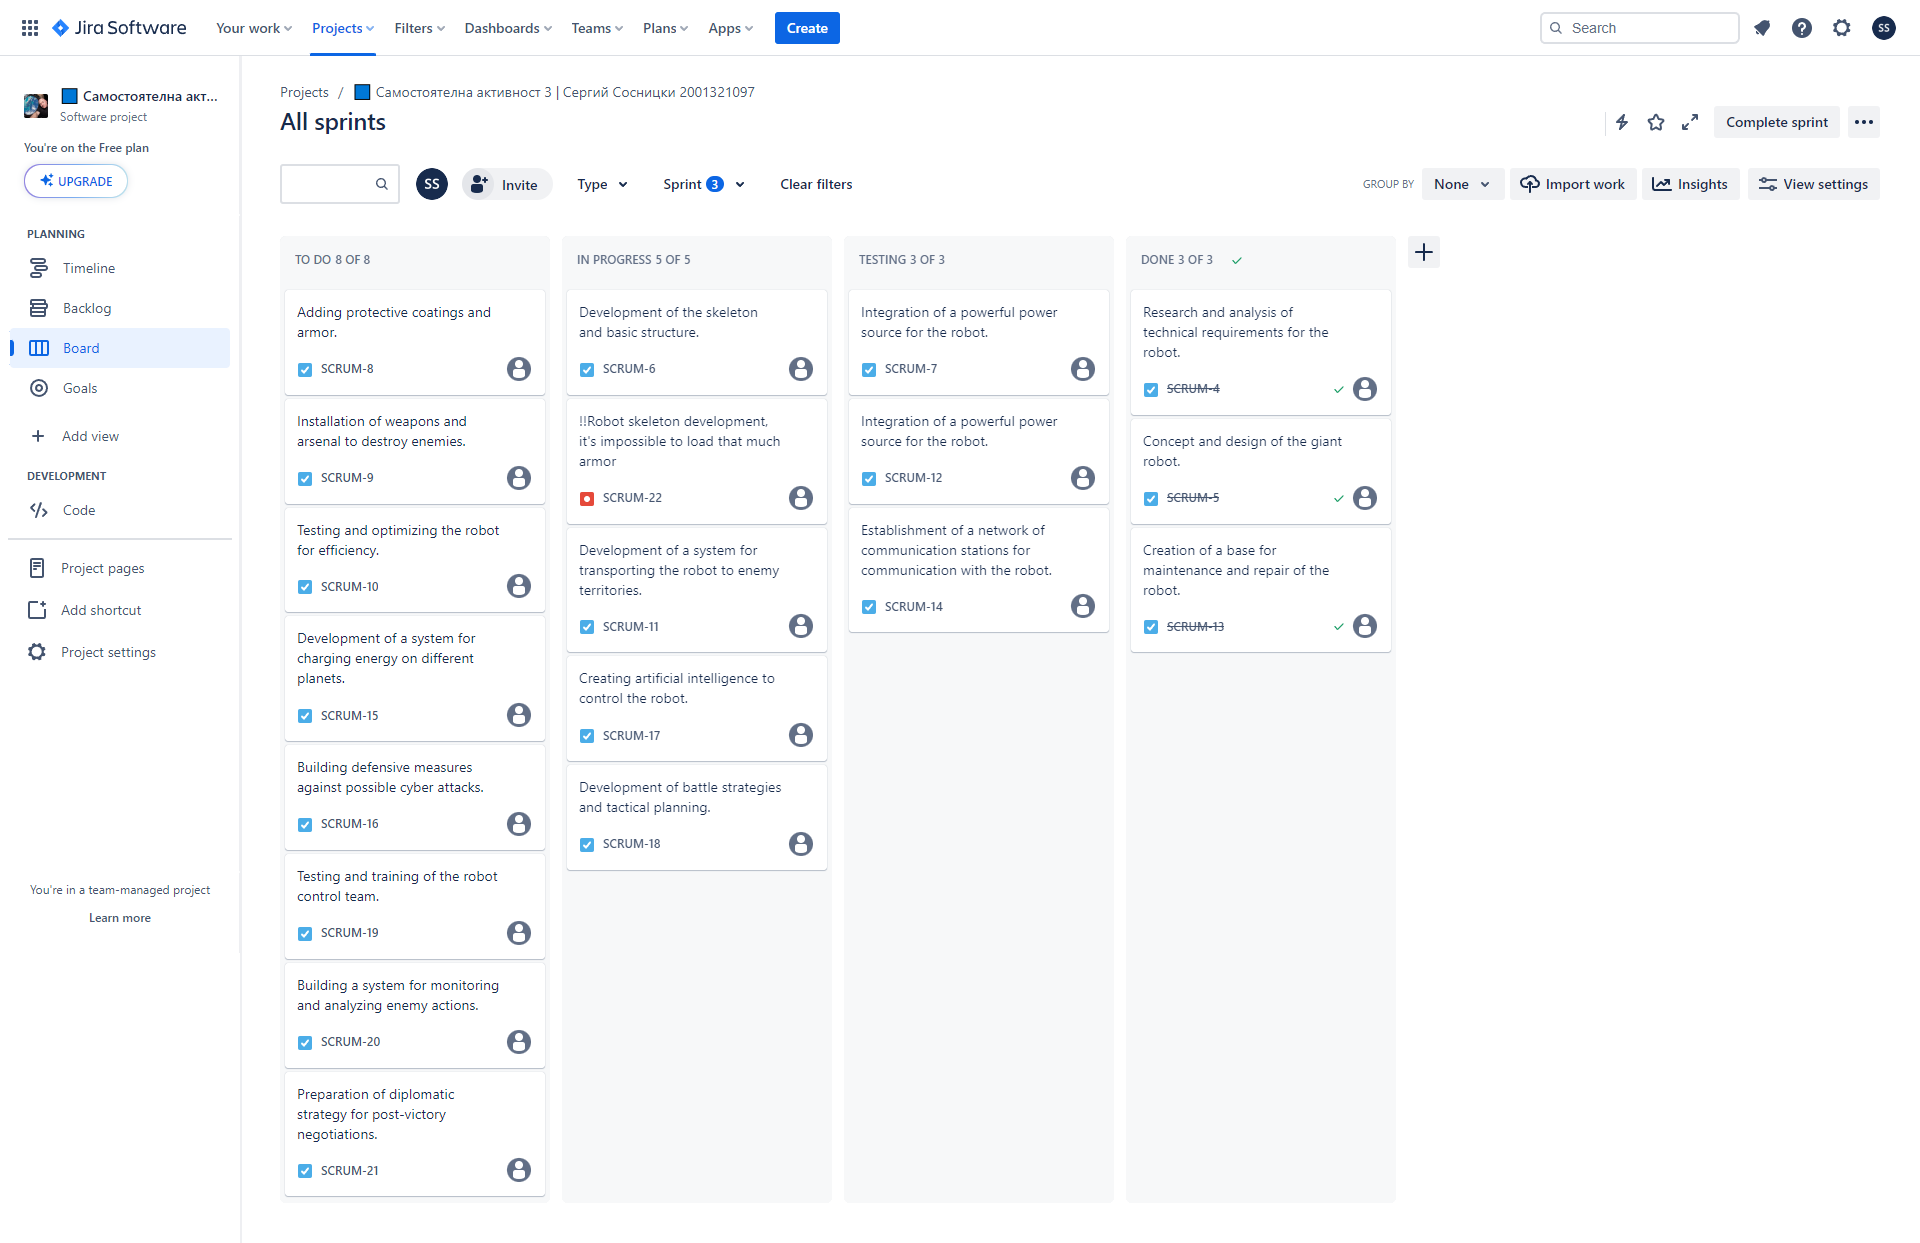 Jira Software
Your work
Projects
Filters
Dashboards
Teams
Plans
Apps
Create
Search
SS
Самостоятелна акт...
Software project
You're on the Free plan
UPGRADE
PLANNING
Timeline
Backlog
Board
Goals
Add view
DEVELOPMENT
Code
Project pages
Add shortcut
Project settings
You're in a team-managed project
Learn more
Projects / Самостоятелна активност 3 | Сергий Сосницки 2001321097
All sprints
Complete sprint
SS
Invite
Type
Sprint 3
Clear filters
GROUP BY
None
Import work
Insights
View settings
TO DO 8 OF 8
Adding protective coatings and
armor.
SCRUM-8
Installation of weapons and
arsenal to destroy enemies.
SCRUM-9
Testing and optimizing the robot
for efficiency.
SCRUM-10
Development of a system for
charging energy on different
planets.
SCRUM-15
Building defensive measures
against possible cyber attacks.
SCRUM-16
Testing and training of the robot
control team.
SCRUM-19
Building a system for monitoring
and analyzing enemy actions.
SCRUM-20
Preparation of diplomatic
strategy for post-victory
negotiations.
SCRUM-21
IN PROGRESS 5 OF 5
Development of the skeleton
and basic structure.
SCRUM-6
!!Robot skeleton development,
it's impossible to load that much
armor
SCRUM-22
Development of a system for
transporting the robot to enemy
territories.
SCRUM-11
Creating artificial intelligence to
control the robot.
SCRUM-17
Development of battle strategies
and tactical planning.
SCRUM-18
TESTING 3 OF 3
Integration of a powerful power
source for the robot.
SCRUM-7
Integration of a powerful power
source for the robot.
SCRUM-12
Establishment of a network of
communication stations for
communication with the robot.
SCRUM-14
DONE 3 OF 3
Research and analysis of
technical requirements for the
robot.
SCRUM-4
Concept and design of the giant
robot.
SCRUM-5
Creation of a base for
maintenance and repair of the
robot.
SCRUM-13